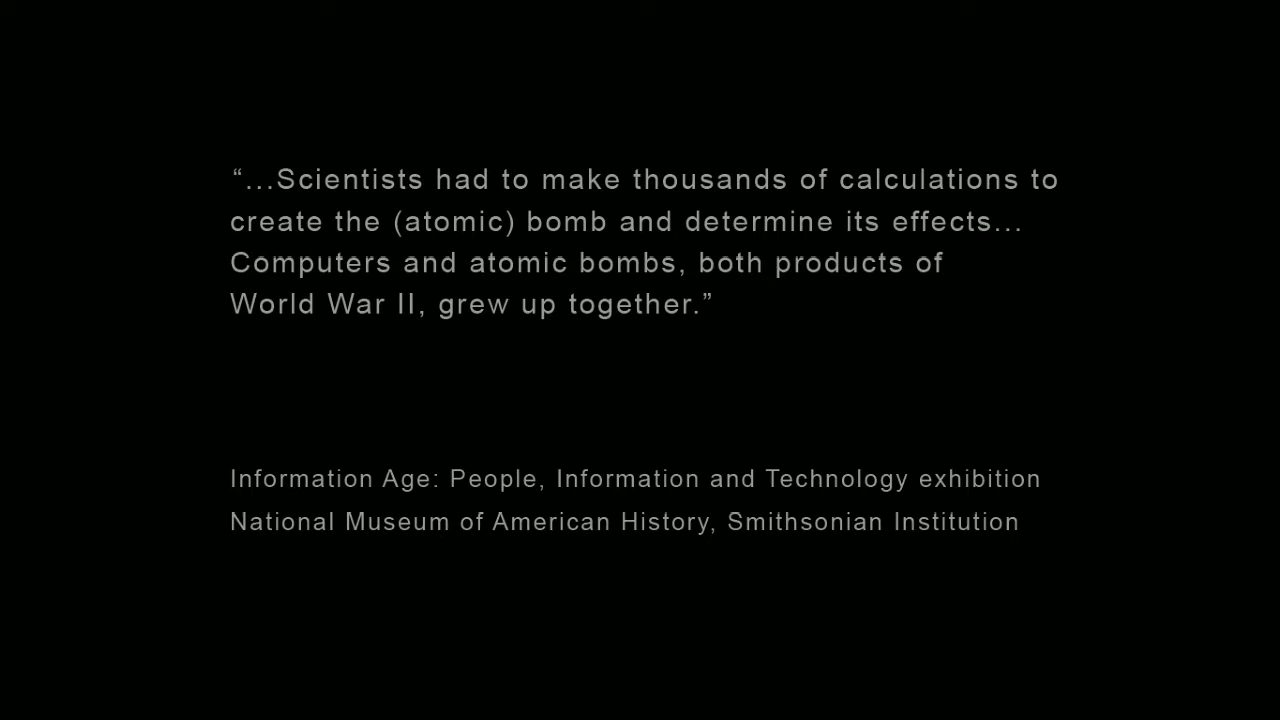 “...Scientists had to make thousands of calculations to
create the (atomic) bomb and determine its effects...
Computers and atomic bombs, both products of
World War II, grew up together.”
Information Age: People, Information and Technology exhibition
National Museum of American History, Smithsonian Institution